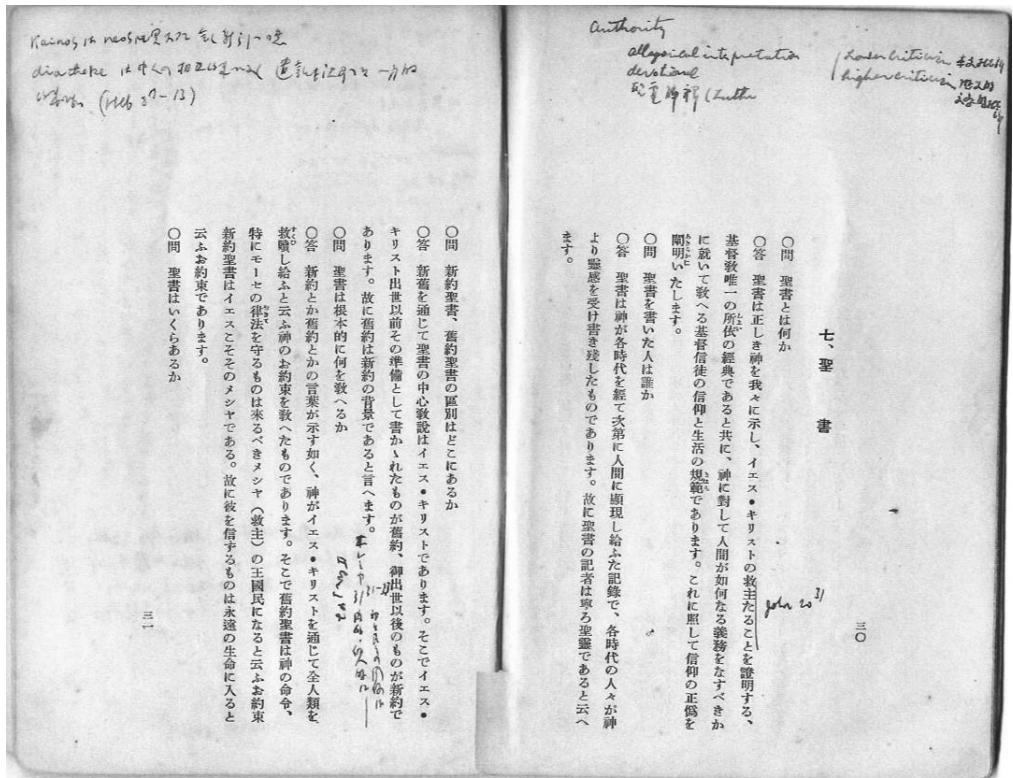 Authority
allegorical interpretation
devotional
(Luthe
Lower criticism
higher criticism
七、聖書
〇問　聖書とは何か
〇答　聖書は正しき神を我々に示し、イエス・キリストの救主たることを證明する、
基督敎唯一の所依の經典であると共に、神に對して人間が如何なる義務をなすべきか
に就いて敎へる基督信徒の信仰と生活の規範であります。これに照して信仰の正僞を
闡明いたします。
〇問　聖書を書いた人は誰か
〇答　聖書は神が各時代を經て次第に人間に顯現し給ふた記錄で、各時代の人々が神
より靈感を受け書き殘したものであります。故に聖書の記者は寧ろ聖靈であると云へ
ます。
John 20 31
三〇
Kainos は neos
diatheke は
(Heb
〇問　新約聖書、舊約聖書の區別はどこにあるか
〇答　新舊を通じて聖書の中心敎說はイエス・キリストであります。そこでイエス・
キリスト出世以前その準備として書かゝれたものが舊約、御出世以後のものが新約で
あります。故に舊約は新約の背景であると言へます。
〇問　聖書は根本的に何を敎へるか
〇答　新約とか舊約とかの言葉が示す如く、神がイエス・キリストを通じて全人類を
救贖し給ふと云ふ神のお約束を敎へたものであります。そこで舊約聖書は神の命令、
特にモーセの律法を守るものは來るべきメシヤ（救主）の王國民になると云ふお約束
新約聖書はイエスこそそのメシヤである。故に彼を信ずるものは永遠の生命に入ると
云ふお約束であります。
〇問　聖書はいくらあるか
三一